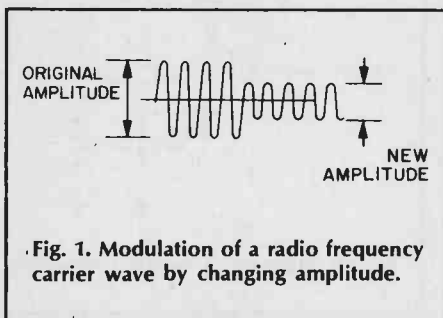 ORIGINAL
AMPLITUDE
NEW
AMPLITUDE
Fig. 1. Modulation of a radio frequency
carrier wave by changing amplitude.